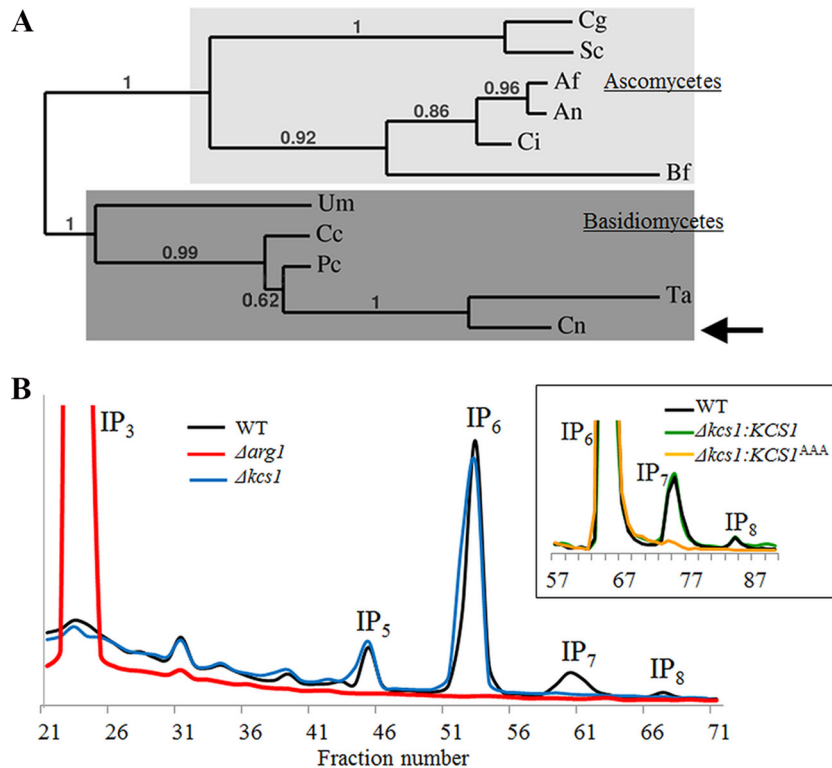 A
1
1
0.92
0.86
0.96
Cg
Sc
Af
An
Ci
Bf
Ascomycetes
1
0.99
0.62
1
Um
Cc
Pc
Ta
Cn
Basidiomycetes
B
IP3
WT
Δarg1
Δkcs1
IP5
IP6
IP7
IP8
21 26 31 36 41 46 51 56 61 66 71
Fraction number
WT
Δkcs1:KCS1
Δkcs1:KCS1AAA
IP6
IP7
IP8
57 67 77 87